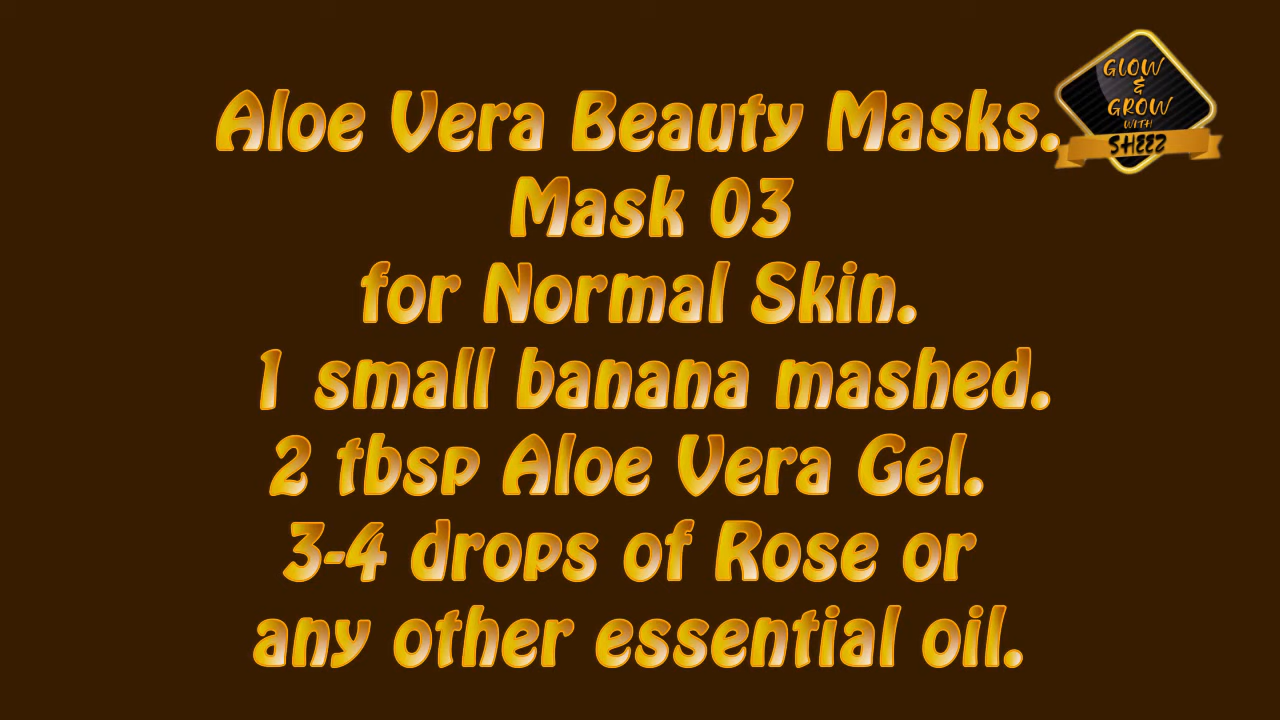 Aloe Vera Beauty Masks.
Mask 03
for Normal Skin.
1 small banana mashed.
2 tbsp Aloe Vera Gel.
3-4 drops of Rose or
any other essential oil.
GLOW
&
GROW
WITH
SHEEZ